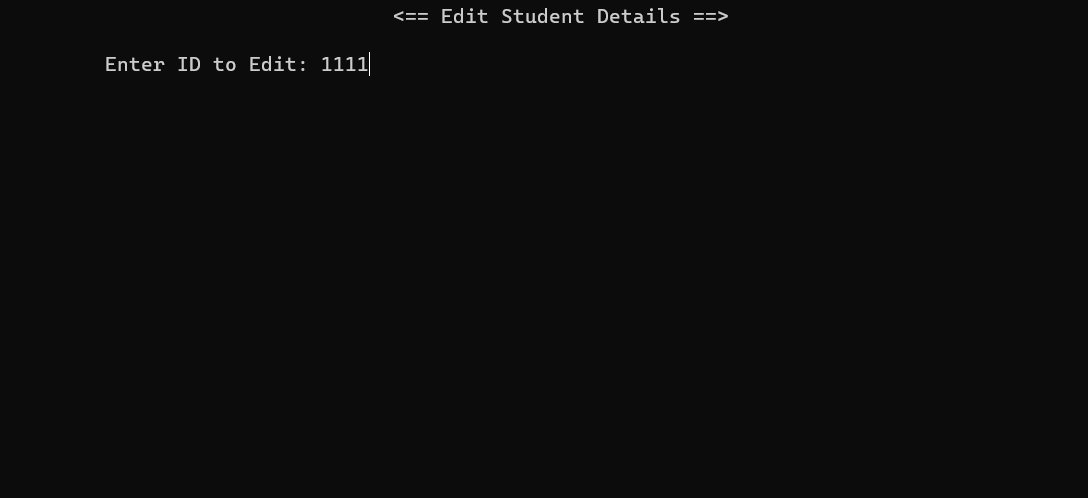 <== Edit Student Details ==>
Enter ID to Edit: 1111